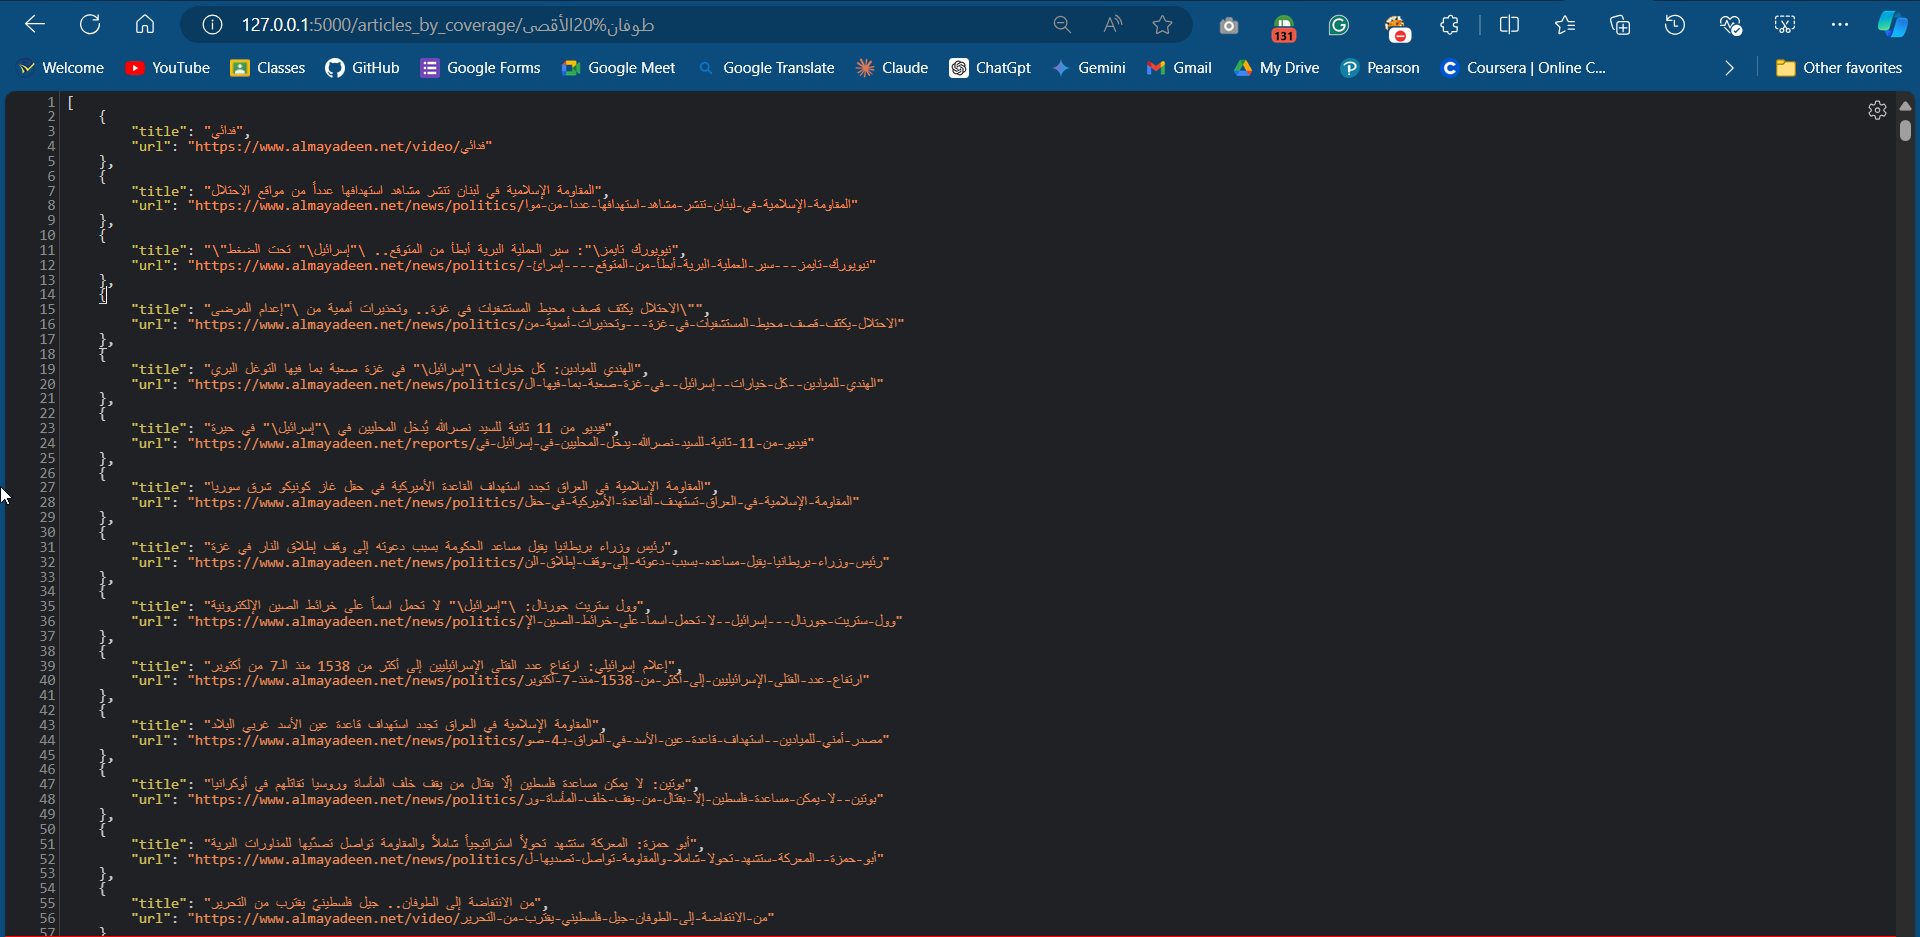 127.0.0.1:5000/articles_by_coverage/طوفان%20الأقصى
131
Welcome YouTube Classes GitHub Google Forms Google Meet Google Translate Claude ChatGpt Gemini Gmail My Drive Pearson Coursera | Online C... Other favorites
1 [
2 {
3 "title": "فدائي",
4 "url": "https://www.almayadeen.net/video/فدائي"
5 },
6 {
7 "title": "المقاومة الإسلامية في لبنان تنشر مشاهد استهدافها عدداً من مواقع الاحتلال",
8 "url": "https://www.almayadeen.net/news/politics/المقاومة-الإسلامية-في-لبنان-تنشر-مشاهد-استهدافها-عددا-من-موا"
9 },
10 {
11 "title": "\"نيويورك تايمز\": سير العملية البرية أبطأ من المتوقع.. \"إسرائيل\" تحت الضغط",
12 "url": "https://www.almayadeen.net/news/politics/-نيويورك-تايمز---سير-العملية-البرية-أبطأ-من-المتوقع----إسرائ"
13 },
14 {
15 "title": "الاحتلال يكثف قصف محيط المستشفيات في غزة.. وتحذيرات أممية من \"إعدام المرضى\"",
16 "url": "https://www.almayadeen.net/news/politics/الاحتلال-يكثف-قصف-محيط-المستشفيات-في-غزة---وتحذيرات-أممية-من"
17 },
18 {
19 "title": "الهندي للميادين: كل خيارات \"إسرائيل\" في غزة صعبة بما فيها التوغل البري",
20 "url": "https://www.almayadeen.net/news/politics/الهندي-للميادين--كل-خيارات--إسرائيل--في-غزة-صعبة-بما-فيها-ال"
21 },
22 {
23 "title": "فيديو من 11 ثانية للسيد نصرالله يُدخل المحليين في \"إسرائيل\" في حيرة",
24 "url": "https://www.almayadeen.net/reports/فيديو-من-11-ثانية-للسيد-نصرالله-يدخل-المحليين-في-إسرائيل-في"
25 },
26 {
27 "title": "المقاومة الإسلامية في العراق تجدد استهداف القاعدة الأميركية في حقل غاز كونيكو شرق سوريا",
28 "url": "https://www.almayadeen.net/news/politics/المقاومة-الإسلامية-في-العراق-تستهدف-القاعدة-الأميركية-في-حقل"
29 },
30 {
31 "title": "رئيس وزراء بريطانيا يقيل مساعد الحكومة بسبب دعوته إلى وقف إطلاق النار في غزة",
32 "url": "https://www.almayadeen.net/news/politics/رئيس-وزراء-بريطانيا-يقيل-مساعده-بسبب-دعوته-إلى-وقف-إطلاق-الن"
33 },
34 {
35 "title": "وول ستريت جورنال: \"إسرائيل\" لا تحمل اسماً على خرائط الصين الإلكترونية",
36 "url": "https://www.almayadeen.net/news/politics/وول-ستريت-جورنال---إسرائيل--لا-تحمل-اسما-على-خرائط-الصين-الإ"
37 },
38 {
39 "title": "إعلام إسرائيلي: ارتفاع عدد القتلى الإسرائيليين إلى أكثر من 1538 منذ الـ7 من أكتوبر",
40 "url": "https://www.almayadeen.net/news/politics/ارتفاع-عدد-القتلى-الإسرائيليين-إلى-أكثر-من-1538-منذ-7-أكتوبر"
41 },
42 {
43 "title": "المقاومة الإسلامية في العراق تجدد استهداف قاعدة عين الأسد غربي البلاد",
44 "url": "https://www.almayadeen.net/news/politics/مصدر-أمني-للميادين--استهداف-قاعدة-عين-الأسد-في-العراق-بـ4-صو"
45 },
46 {
47 "title": "بوتين: لا يمكن مساعدة فلسطين إلّا بقتال من يقف خلف المأساة وروسيا تقاتلهم في أوكرانيا",
48 "url": "https://www.almayadeen.net/news/politics/بوتين--لا-يمكن-مساعدة-فلسطين-إلا-بقتال-من-يقف-خلف-المأساة-ور"
49 },
50 {
51 "title": "أبو حمزة: المعركة ستشهد تحولاً استراتيجياً شاملاً والمقاومة تواصل تصدّيها للمناورات البرية",
52 "url": "https://www.almayadeen.net/news/politics/أبو-حمزة--المعركة-ستشهد-تحولا-شاملا-والمقاومة-تواصل-تصديها-ل"
53 },
54 {
55 "title": "من الانتفاضة إلى الطوفان.. جيل فلسطينيّ يقترب من التحرير",
56 "url": "https://www.almayadeen.net/video/من-الانتفاضة-إلى-الطوفان-جيل-فلسطيني-يقترب-من-التحرير"
57 }